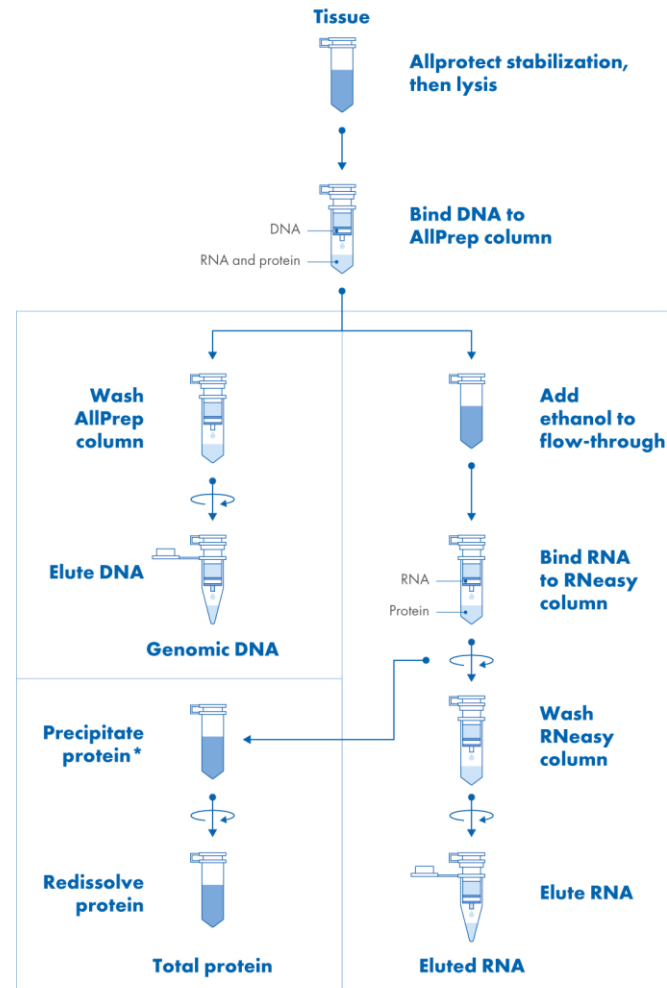 Tissue
Allprotect stabilization,
then lysis
DNA
RNA and protein
Bind DNA to
AllPrep column
Wash
AllPrep
column
Elute DNA
Genomic DNA
Add
ethanol to
flow-through
RNA
Protein
Bind RNA
to RNeasy
column
Precipitate
protein*
Redissolve
protein
Total protein
Wash
RNeasy
column
Elute RNA
Eluted RNA